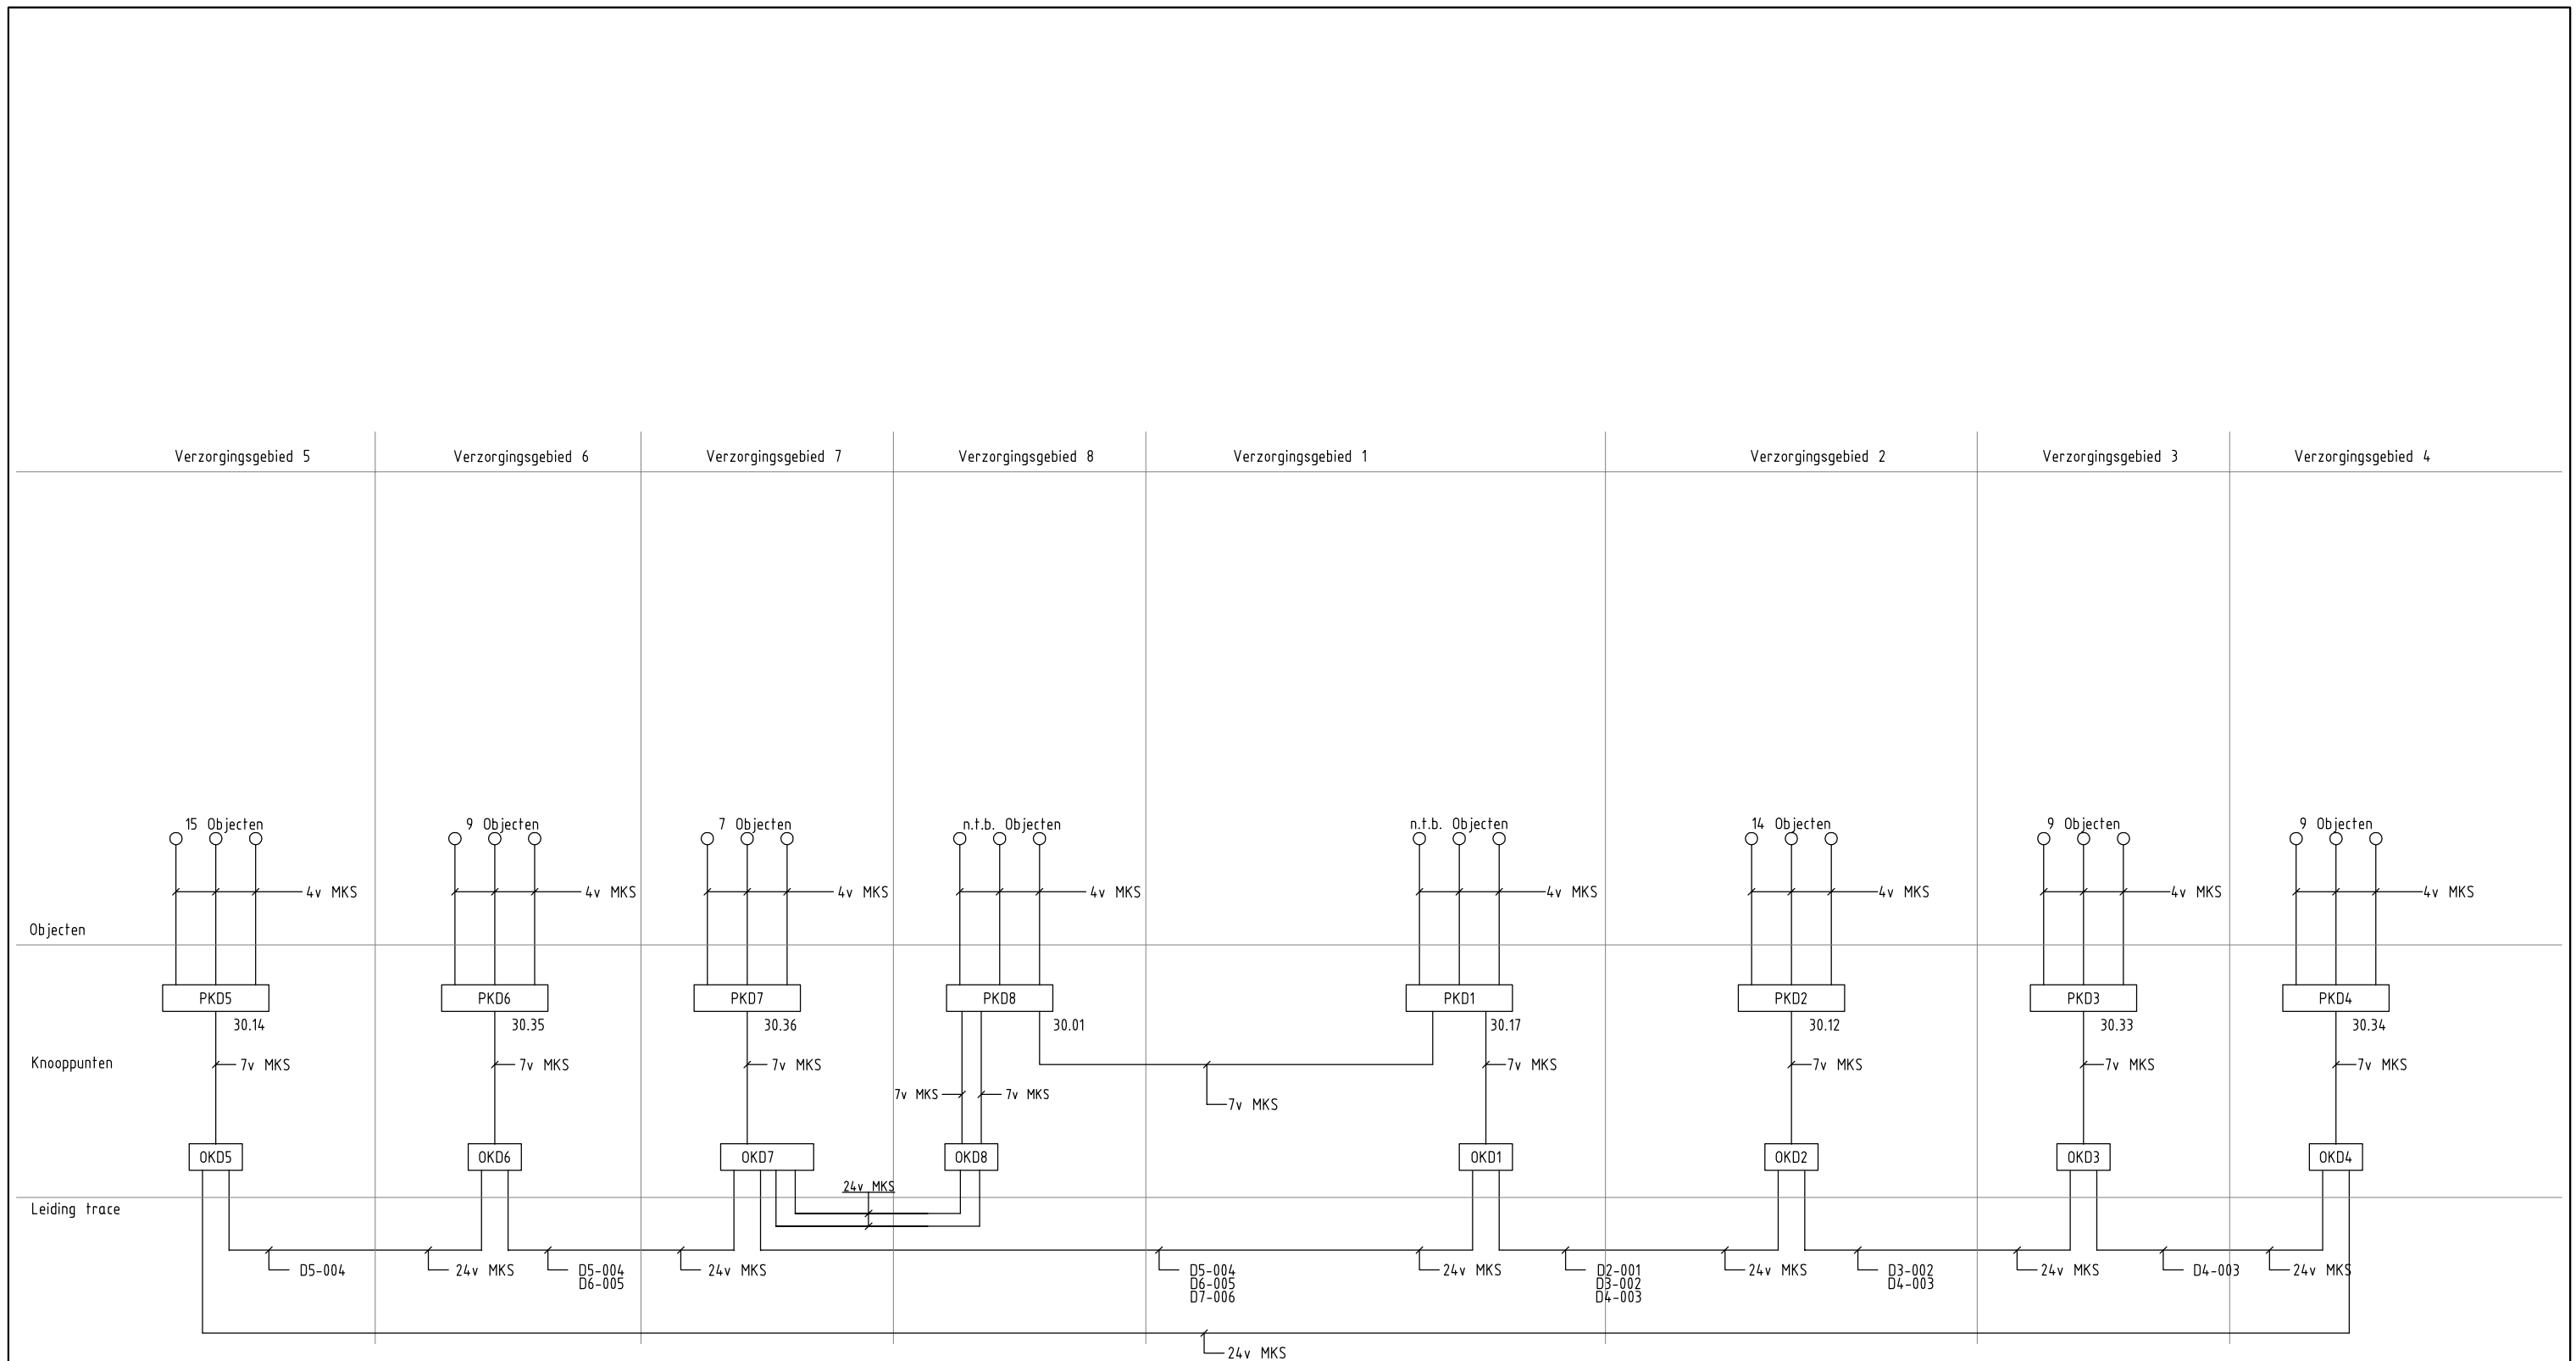 Verzorgingsgebied 5
Verzorgingsgebied 6
Verzorgingsgebied 7
Verzorgingsgebied 8
Verzorgingsgebied 1
Verzorgingsgebied 2
Verzorgingsgebied 3
Verzorgingsgebied 4
15 Objecten
9 Objecten
7 Objecten
n.t.b. Objecten
n.t.b. Objecten
14 Objecten
9 Objecten
9 Objecten
4v MKS
4v MKS
4v MKS
4v MKS
4v MKS
4v MKS
4v MKS
4v MKS
Objecten
PKD5
PKD6
PKD7
PKD8
PKD1
PKD2
PKD3
PKD4
30.14
30.35
30.36
30.01
30.17
30.12
30.33
30.34
Knooppunten
7v MKS
7v MKS
7v MKS
7v MKS
7v MKS
7v MKS
7v MKS
7v MKS
7v MKS
7v MKS
OKD5
OKD6
OKD7
OKD8
OKD1
OKD2
OKD3
OKD4
24v MKS
Leiding trace
D5-004
24v MKS
D5-004
D6-005
24v MKS
D5-004
D6-005
D7-006
24v MKS
D2-001
D3-002
D4-003
24v MKS
D3-002
D4-003
24v MKS
D4-003
24v MKS
24v MKS